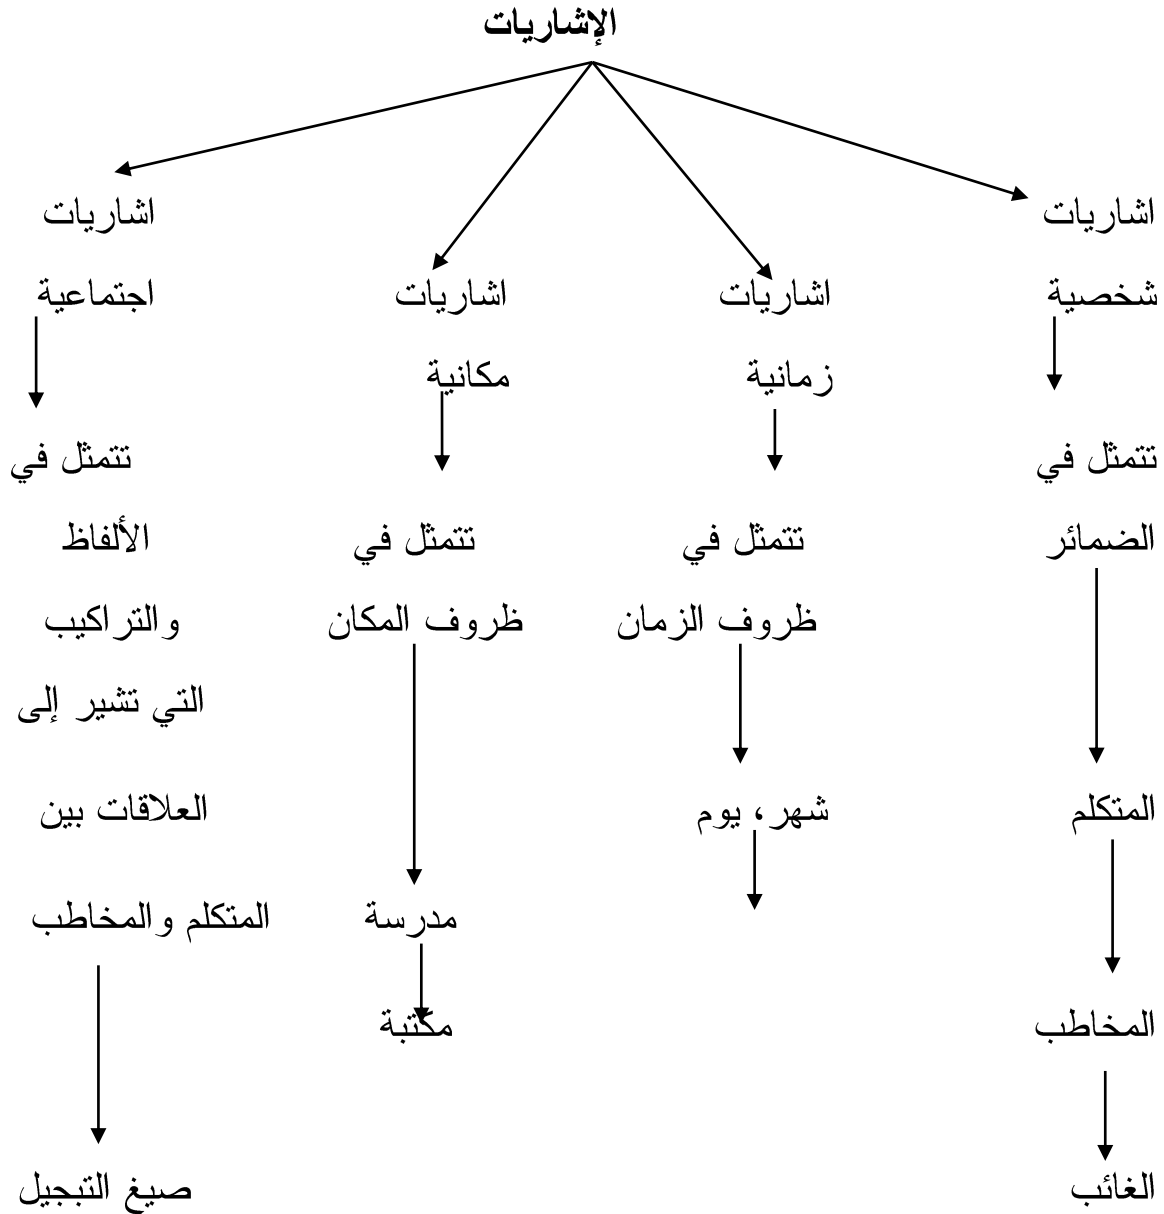 الإشاريات
اشاريات
شخصية
تتمثل في
الضمائر
المتكلم
المخاطب
الغائب
اشاريات
زمانية
تتمثل في
ظروف الزمان
شهر، يوم
اشاريات
مكانية
تتمثل في
ظروف المكان
مدرسة
مكتبة
اشاريات
اجتماعية
تتمثل في
الألفاظ
والتراكيب
التي تشير إلى
العلاقات بين
المتكلم والمخاطب
صيغ التبجيل